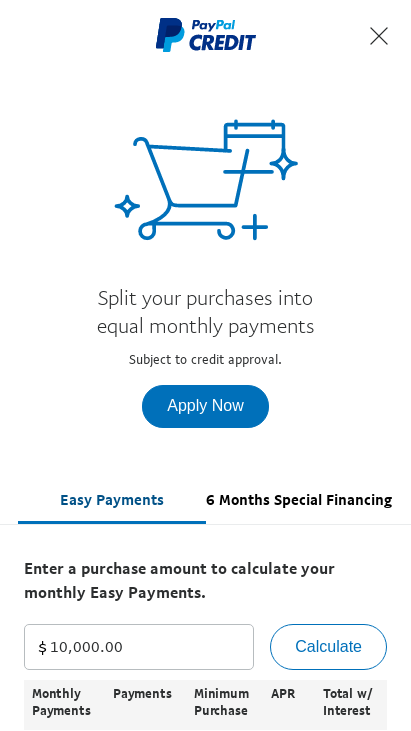 PayPal
CREDIT
Split your purchases into
equal monthly payments
Subject to credit approval.
Apply Now
Easy Payments
6 Months Special Financing
Enter a purchase amount to calculate your
monthly Easy Payments.
$ 10,000.00
Calculate
Monthly Payments
Payments
Minimum Purchase
APR
Total w/ Interest